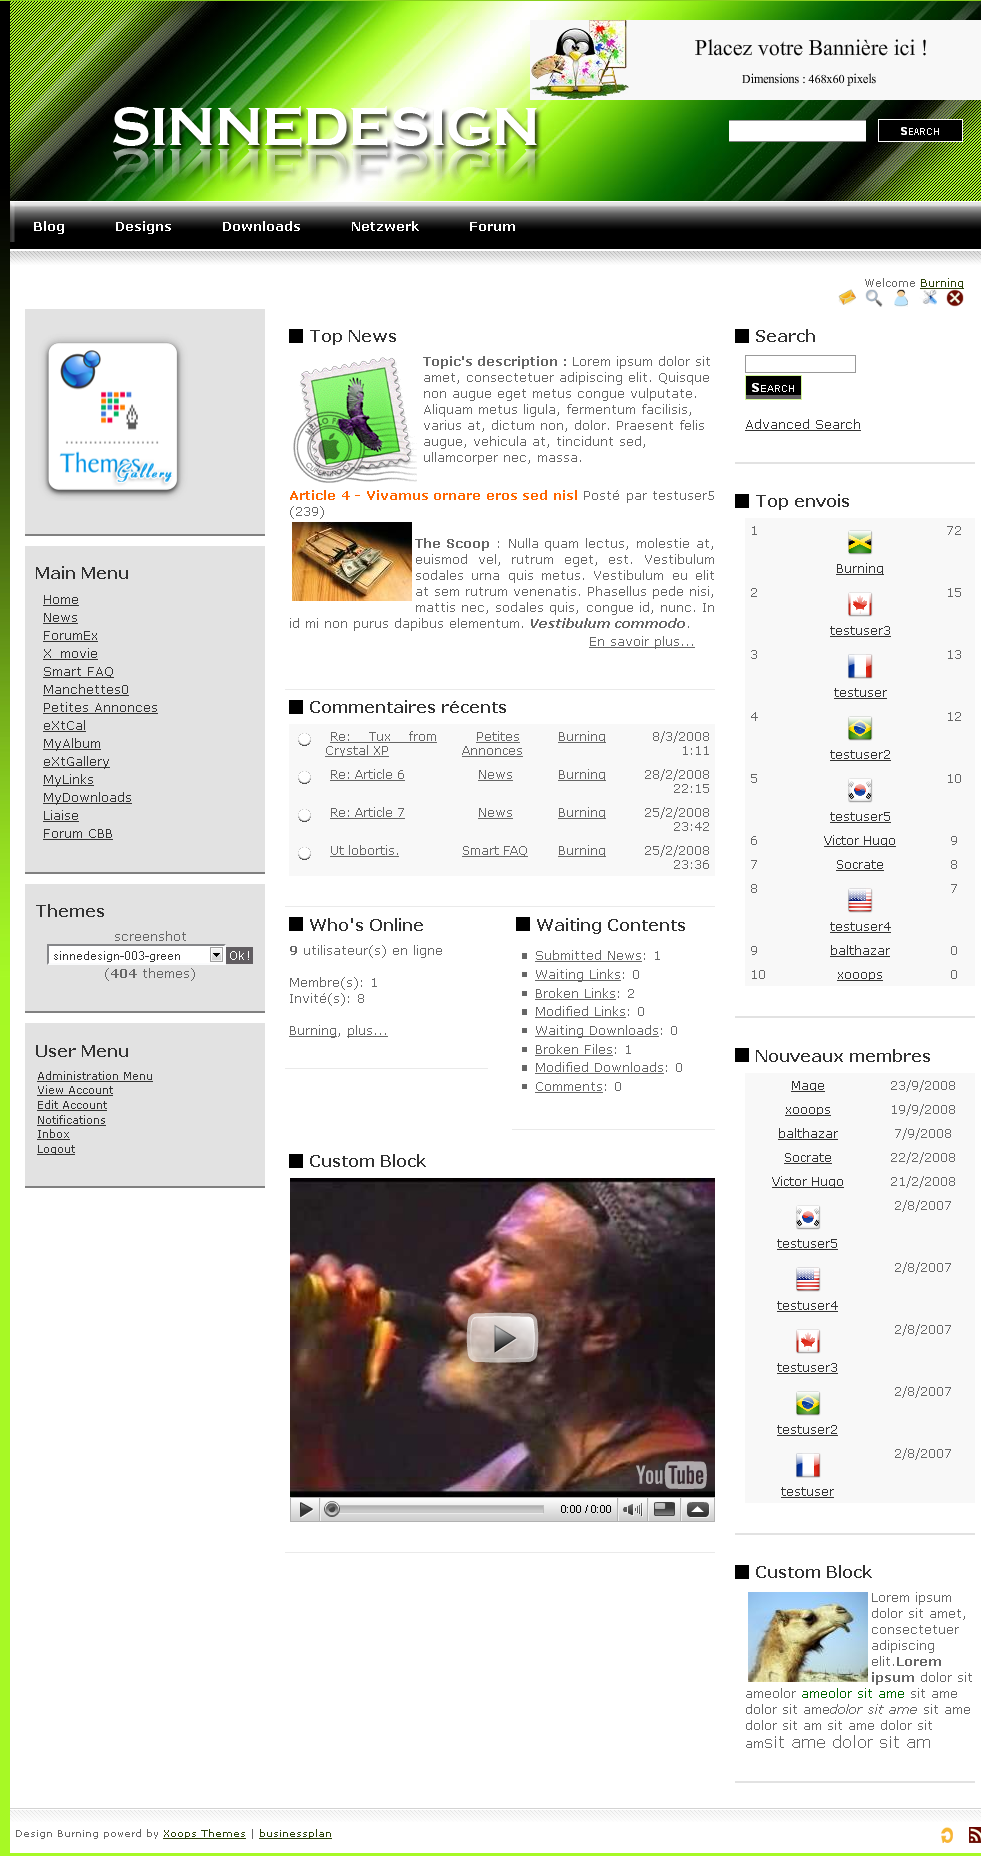 Placez votre Bannière ici !
Dimensions : 468x60 pixels
SINNEDESIGN
SEARCH
Blog Designs Downloads Netzwerk Forum
Welcome Burning
Themes
Gallery
Main Menu
Home
News
ForumEx
X_movie
Smart FAQ
Manchettes0
Petites Annonces
eXtCal
MyAlbum
eXtGallery
MyLinks
MyDownloads
Liaise
Forum CBB
Themes
screenshot
sinnedesign-003-green Ok!
(404 themes)
User Menu
Administration Menu
View Account
Edit Account
Notifications
Inbox
Logout
Top News
Topic's description : Lorem ipsum dolor sit
amet, consectetuer adipiscing elit. Quisque
non augue eget metus congue vulputate.
Aliquam metus ligula, fermentum facilisis,
varius at, dictum non, dolor. Praesent felis
augue, vehicula at, tincidunt sed,
ullamcorper nec, massa.
Article 4 - Vivamus ornare eros sed nisl Posté par testuser5
(239)
The Scoop : Nulla quam lectus, molestie at,
euismod vel, rutrum eget, est. Vestibulum
sodales urna quis metus. Vestibulum eu elit
at sem rutrum venenatis. Phasellus pede nisi,
mattis nec, sodales quis, congue id, nunc. In
id mi non purus dapibus elementum. Vestibulum commodo.
En savoir plus...
Commentaires récents
Re: Tux from Petites Burning 8/3/2008
Crystal XP Annonces 1:11
Re: Article 6 News Burning 28/2/2008
22:15
Re: Article 7 News Burning 25/2/2008
23:42
Ut lobortis. Smart FAQ Burning 25/2/2008
23:36
Who's Online
9 utilisateur(s) en ligne
Membre(s): 1
Invité(s): 8
Burning, plus...
Waiting Contents
Submitted News: 1
Waiting Links: 0
Broken Links: 2
Modified Links: 0
Waiting Downloads: 0
Broken Files: 1
Modified Downloads: 0
Comments: 0
Custom Block
YouTube
0:00 / 0:00
Search
SEARCH
Advanced Search
Top envois
1 72
Burning
2 15
testuser3
3 13
testuser
4 12
testuser2
5 10
testuser5
6 Victor Hugo 9
7 Socrate 8
8 7
testuser4
9 balthazar 0
10 xooops 0
Nouveaux membres
Mage 23/9/2008
xooops 19/9/2008
balthazar 7/9/2008
Socrate 22/2/2008
Victor Hugo 21/2/2008
2/8/2007
testuser5
2/8/2007
testuser4
2/8/2007
testuser3
2/8/2007
testuser2
2/8/2007
testuser
Custom Block
Lorem ipsum
dolor sit amet,
consectetuer
adipiscing
elit.Lorem
ipsum dolor sit
ameolor ameolor sit ame sit ame
dolor sit amedolor sit ame sit ame
dolor sit am sit ame dolor sit
amsit ame dolor sit am
Design Burning powerd by Xoops Themes | businessplan